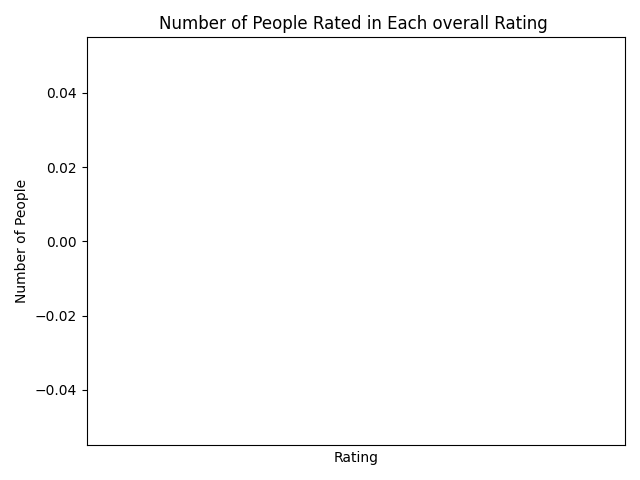 Number of People Rated in Each overall Rating
0.04
0.02
0.00
−0.02
−0.04
Number of People
Rating